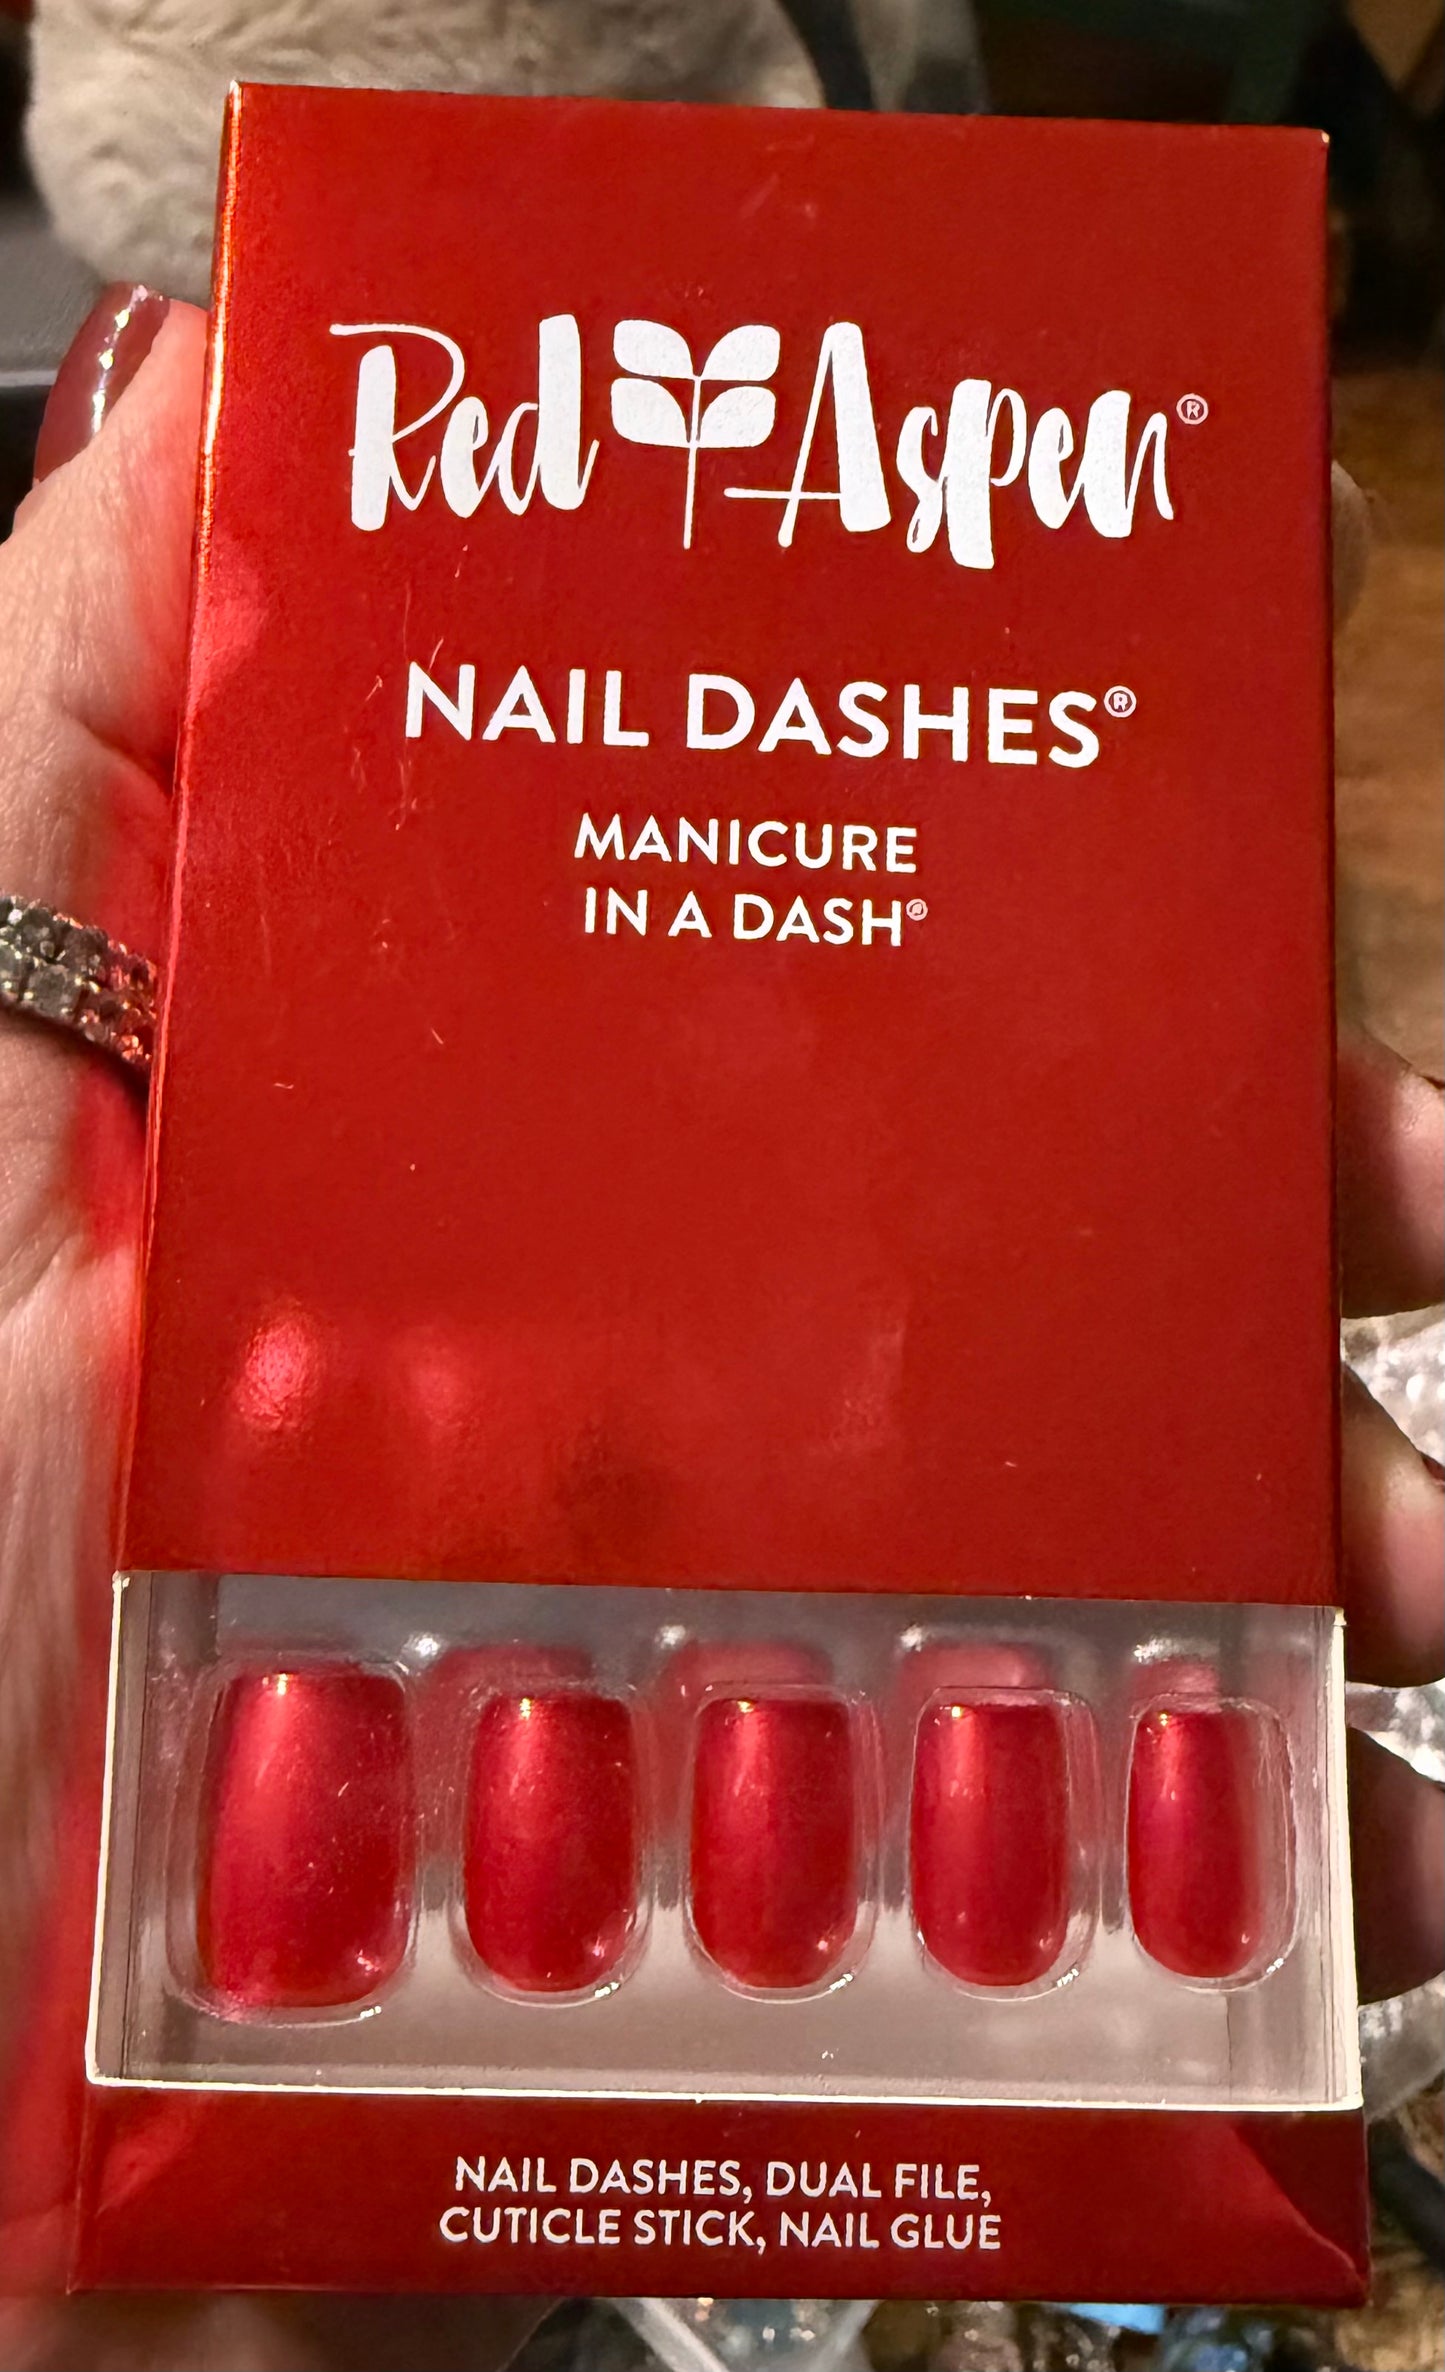 Red Aspen®
NAIL DASHES®
MANICURE
IN A DASH®
NAIL DASHES, DUAL FILE,
CUTICLE STICK, NAIL GLUE